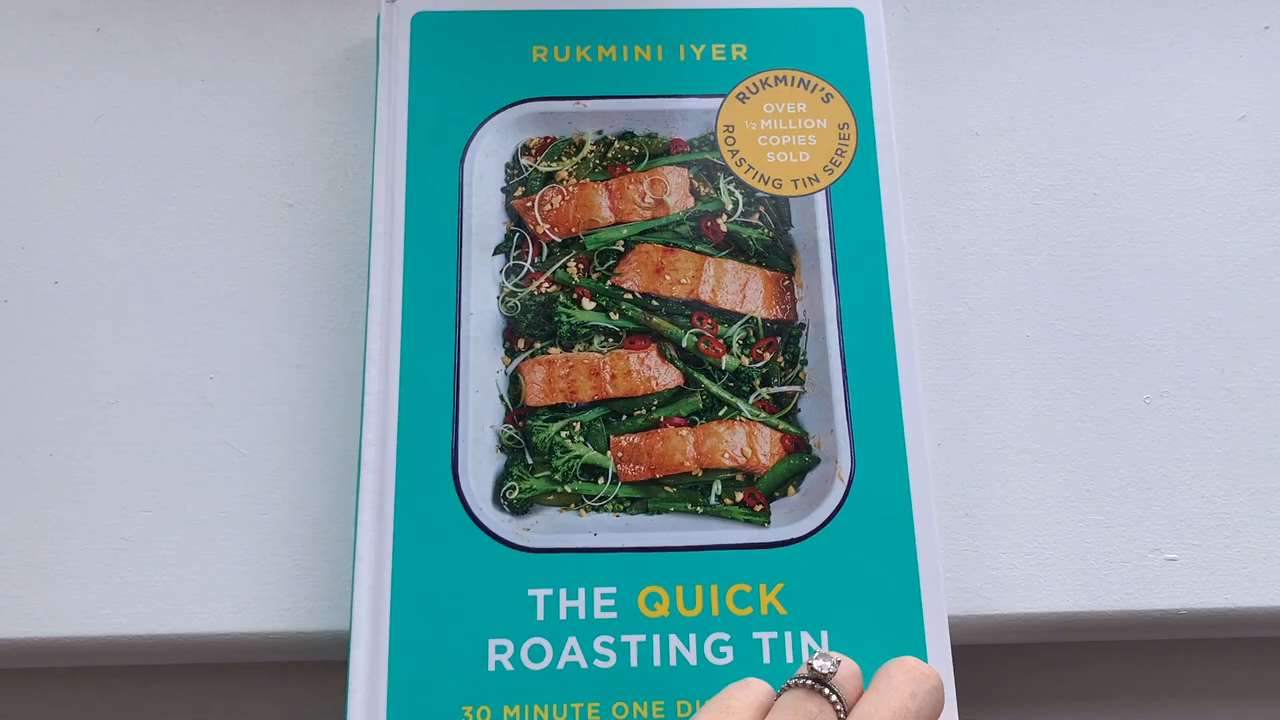 RUKMINI IYER
RUKMINI'S
OVER
½ MILLION
COPIES
SOLD
ROASTING TIN SERIES
THE QUICK
ROASTING TIN
30 MINUTE ONE